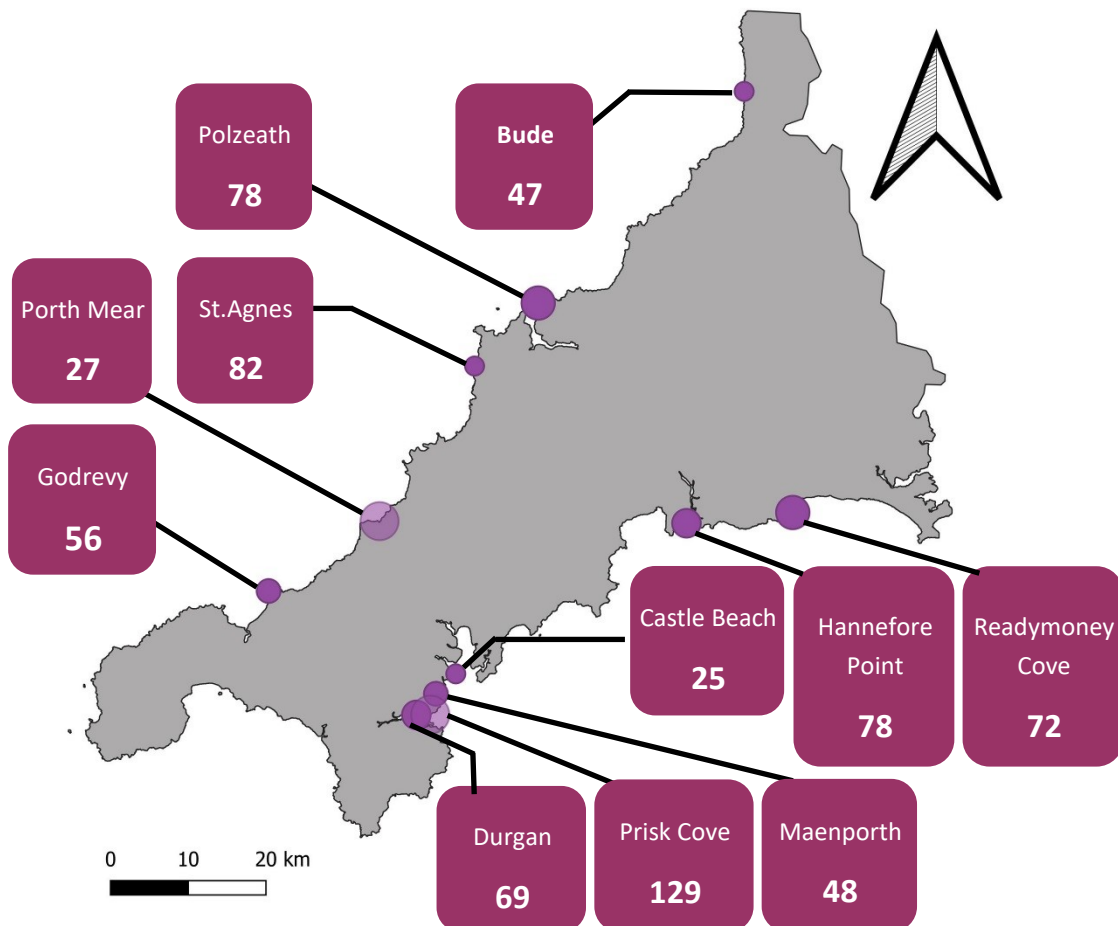 Polzeath
78
Bude
47
Porth Mear
27
St.Agnes
82
Godrevy
56
Castle Beach
25
Hannefore
Point
78
Readymoney
Cove
72
Durgan
69
Prisk Cove
129
Maenporth
48
0 10 20 km